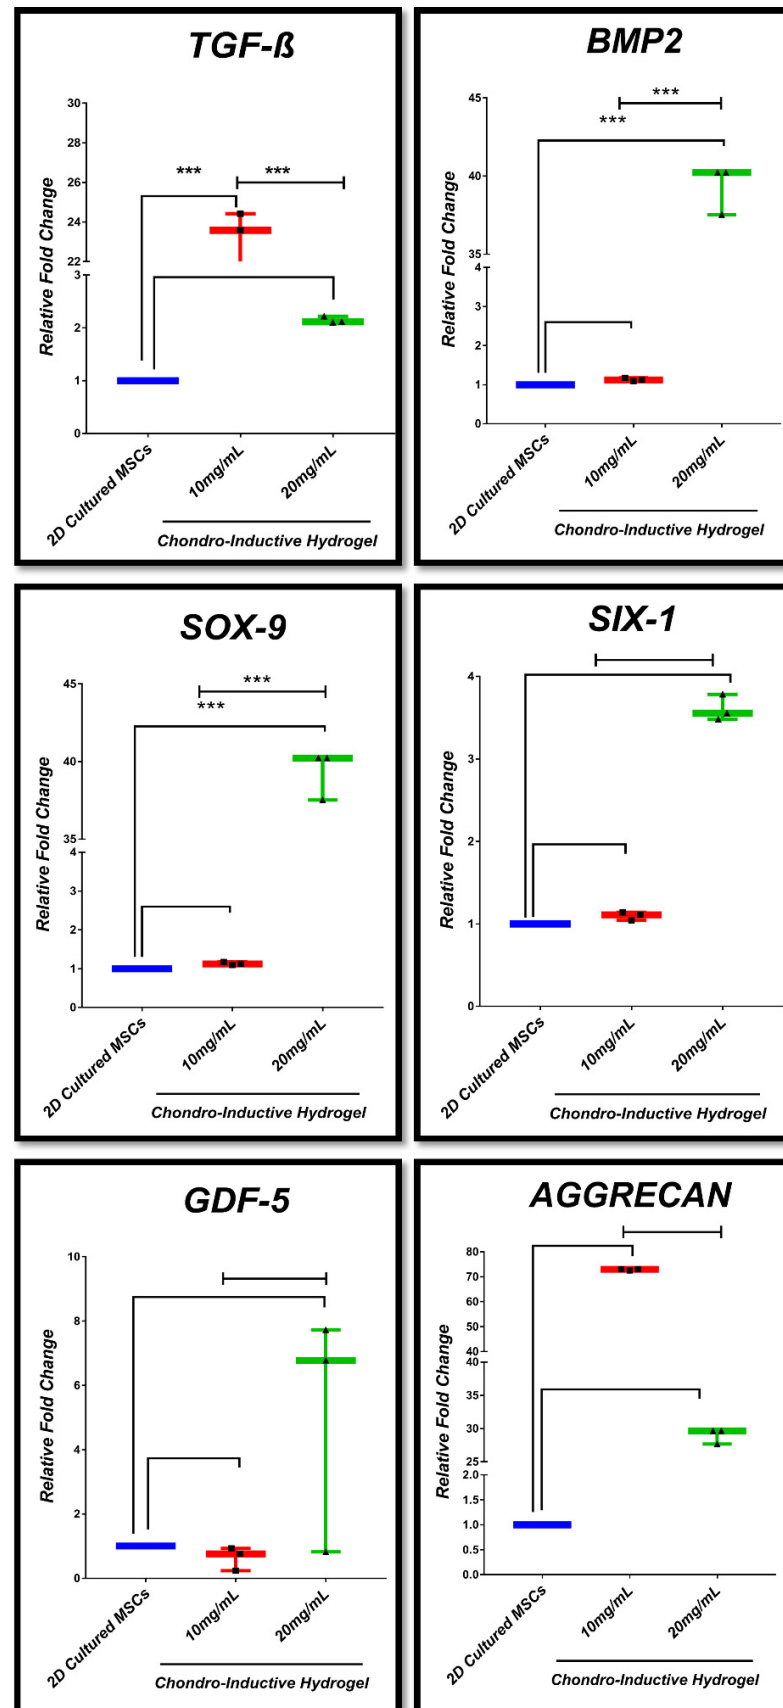 TGF-ß
Relative Fold Change
30
28
26
24
22
3
2
1
0
***
***
2D Cultured MSCs
10mg/mL
20mg/mL
Chondro-Inductive Hydrogel
BMP2
Relative Fold Change
45
40
35
4
3
2
1
0
***
***
2D Cultured MSCs
10mg/mL
20mg/mL
Chondro-Inductive Hydrogel
SOX-9
Relative Fold Change
45
40
35
4
3
2
1
0
***
***
2D Cultured MSCs
10mg/mL
20mg/mL
Chondro-Inductive Hydrogel
SIX-1
Relative Fold Change
4
3
2
1
0
2D Cultured MSCs
10mg/mL
20mg/mL
Chondro-Inductive Hydrogel
GDF-5
Relative Fold Change
10
8
6
4
2
0
2D Cultured MSCs
10mg/mL
20mg/mL
Chondro-Inductive Hydrogel
AGGRECAN
Relative Fold Change
80
70
60
50
40
40
35
30
25
2.0
1.5
1.0
0.5
0.0
2D Cultured MSCs
10mg/mL
20mg/mL
Chondro-Inductive Hydrogel